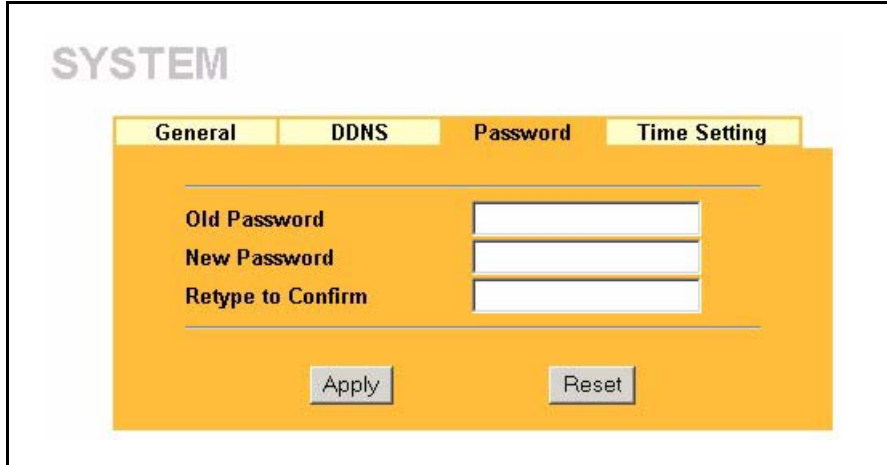 SYSTEM
General DDNS Password Time Setting
Old Password
New Password
Retype to Confirm
Apply Reset